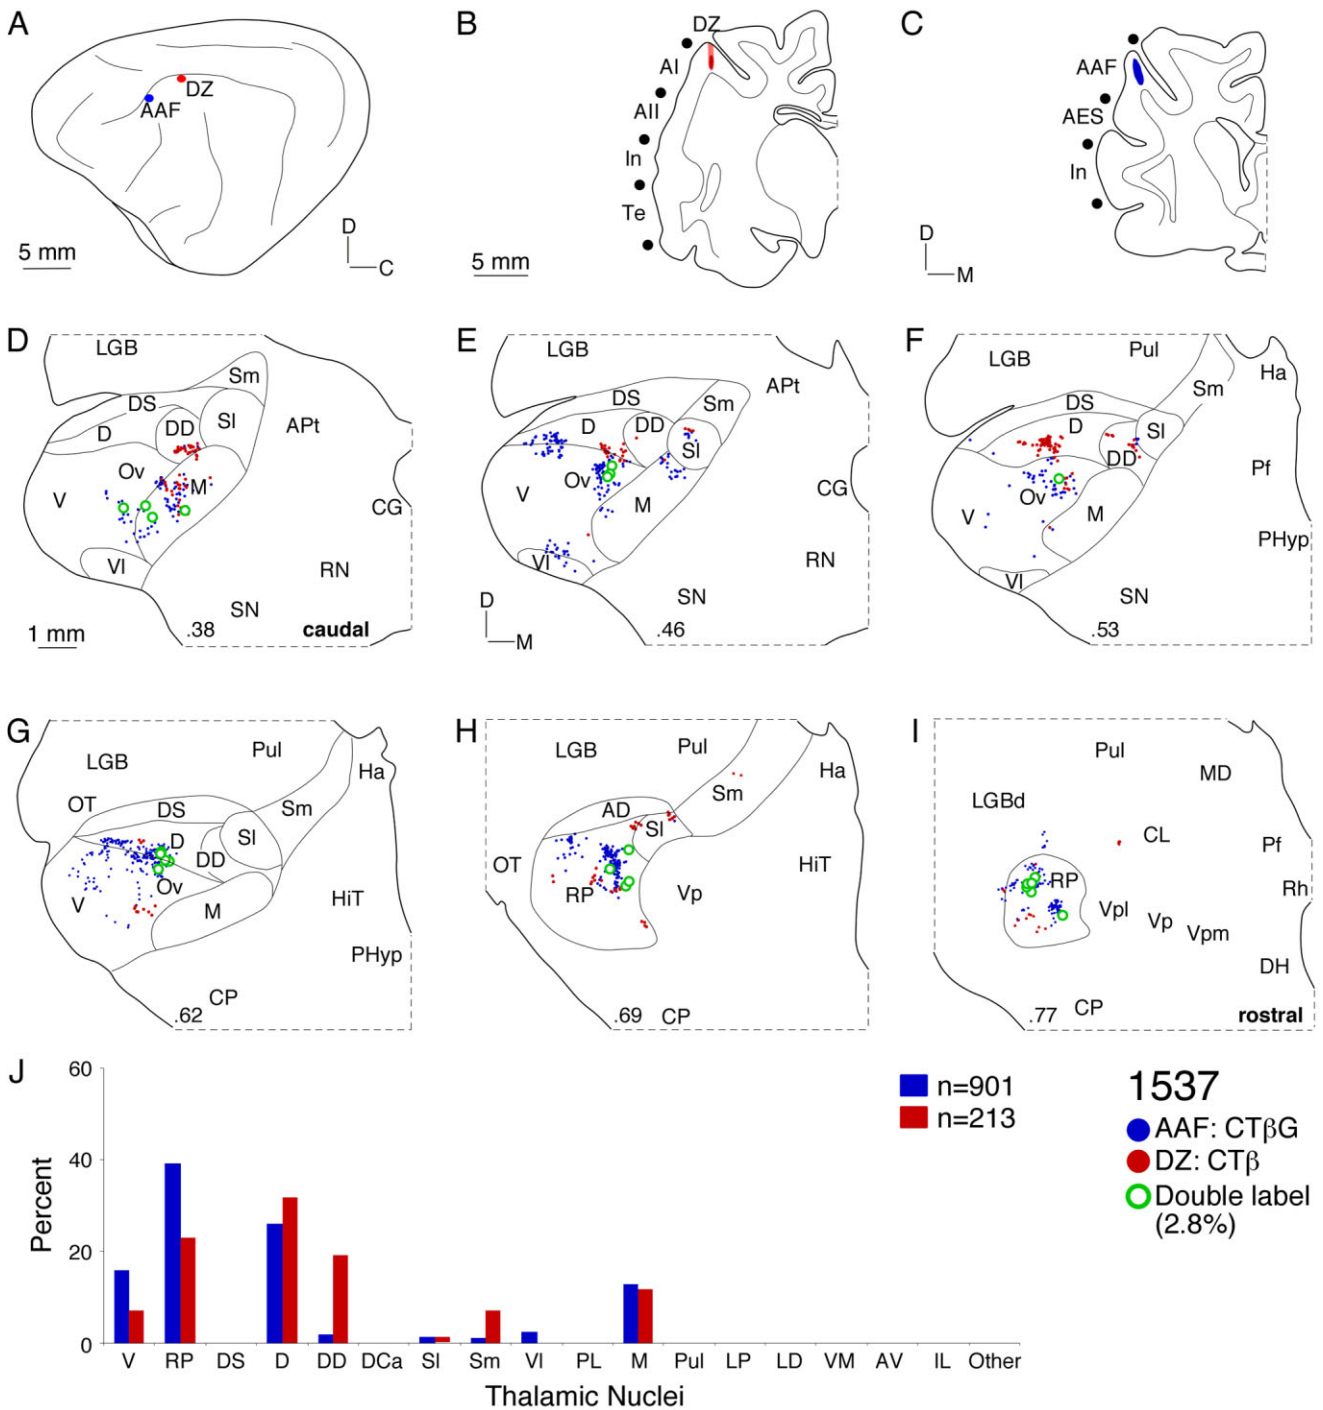 A
DZ
AAF
5 mm
D
C
B
DZ
AI
AII
In
Te
5 mm
C
AAF
AES
In
D
M
D
LGB
Sm
DS
DD
SI
D
APt
Ov
M
V
CG
VI
RN
SN
1 mm
.38
caudal
E
LGB
APt
DS
Sm
D
DD
SI
Ov
V
M
CG
VI
RN
SN
D
M
.46
F
LGB
Pul
Ha
Sm
DS
D
SI
DD
Pf
Ov
V
M
PHyp
VI
SN
.53
G
LGB
Pul
Ha
OT
DS
Sm
D
SI
DD
Ov
V
M
HiT
PHyp
CP
.62
H
LGB
Pul
Ha
Sm
AD
SI
OT
HiT
RP
Vp
.69
CP
I
Pul
MD
LGBd
CL
Pf
RP
Rh
Vpl
Vp
Vpm
DH
.77
CP
rostral
J
60
40
20
0
Percent
n=901
n=213
V RP DS D DD DCa SI Sm VI PL M Pul LP LD VM AV IL Other
Thalamic Nuclei
1537
AAF: CTβG
DZ: CTβ
Double label
(2.8%)